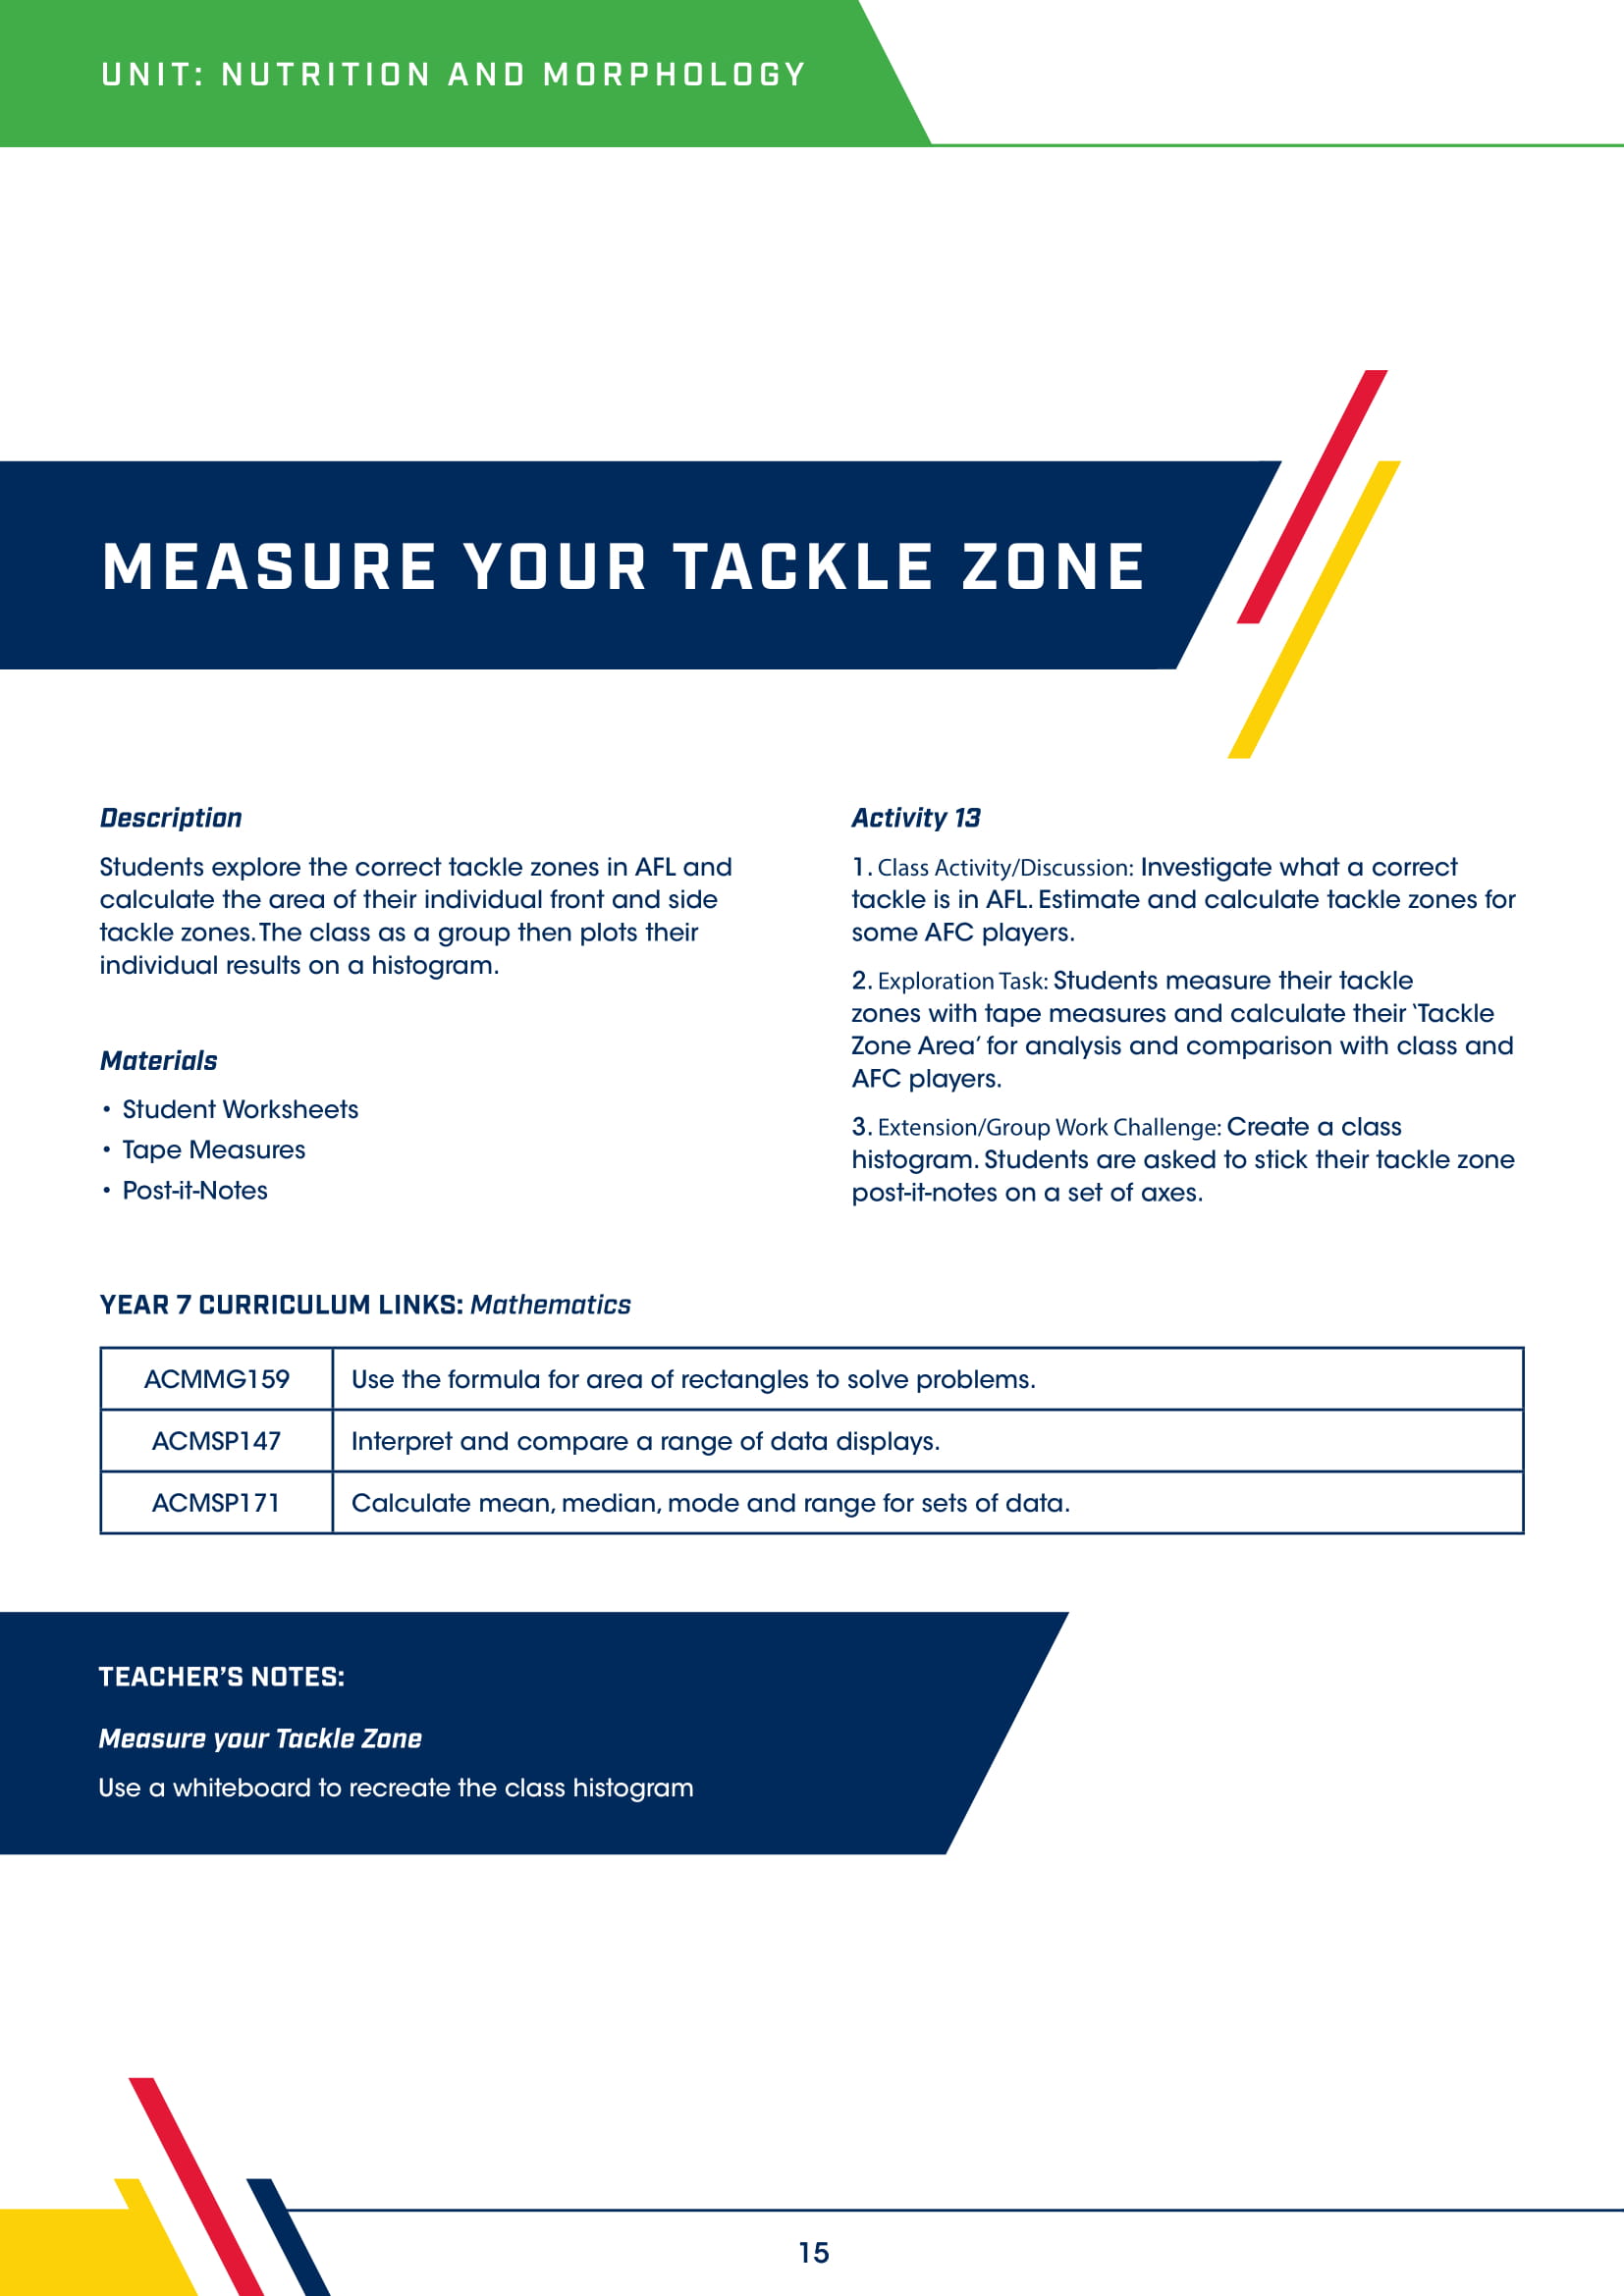 UNIT: NUTRITION AND MORPHOLOGY
MEASURE YOUR TACKLE ZONE
Description
Students explore the correct tackle zones in AFL and
calculate the area of their individual front and side
tackle zones. The class as a group then plots their
individual results on a histogram.
Materials
• Student Worksheets
• Tape Measures
• Post-it-Notes
Activity 13
1. Class Activity/Discussion: Investigate what a correct
tackle is in AFL. Estimate and calculate tackle zones for
some AFC players.
2. Exploration Task: Students measure their tackle
zones with tape measures and calculate their ‘Tackle
Zone Area’ for analysis and comparison with class and
AFC players.
3. Extension/Group Work Challenge: Create a class
histogram. Students are asked to stick their tackle zone
post-it-notes on a set of axes.
YEAR 7 CURRICULUM LINKS: Mathematics
ACMMG159 Use the formula for area of rectangles to solve problems.
ACMSP147 Interpret and compare a range of data displays.
ACMSP171 Calculate mean, median, mode and range for sets of data.
TEACHER’S NOTES:
Measure your Tackle Zone
Use a whiteboard to recreate the class histogram
15